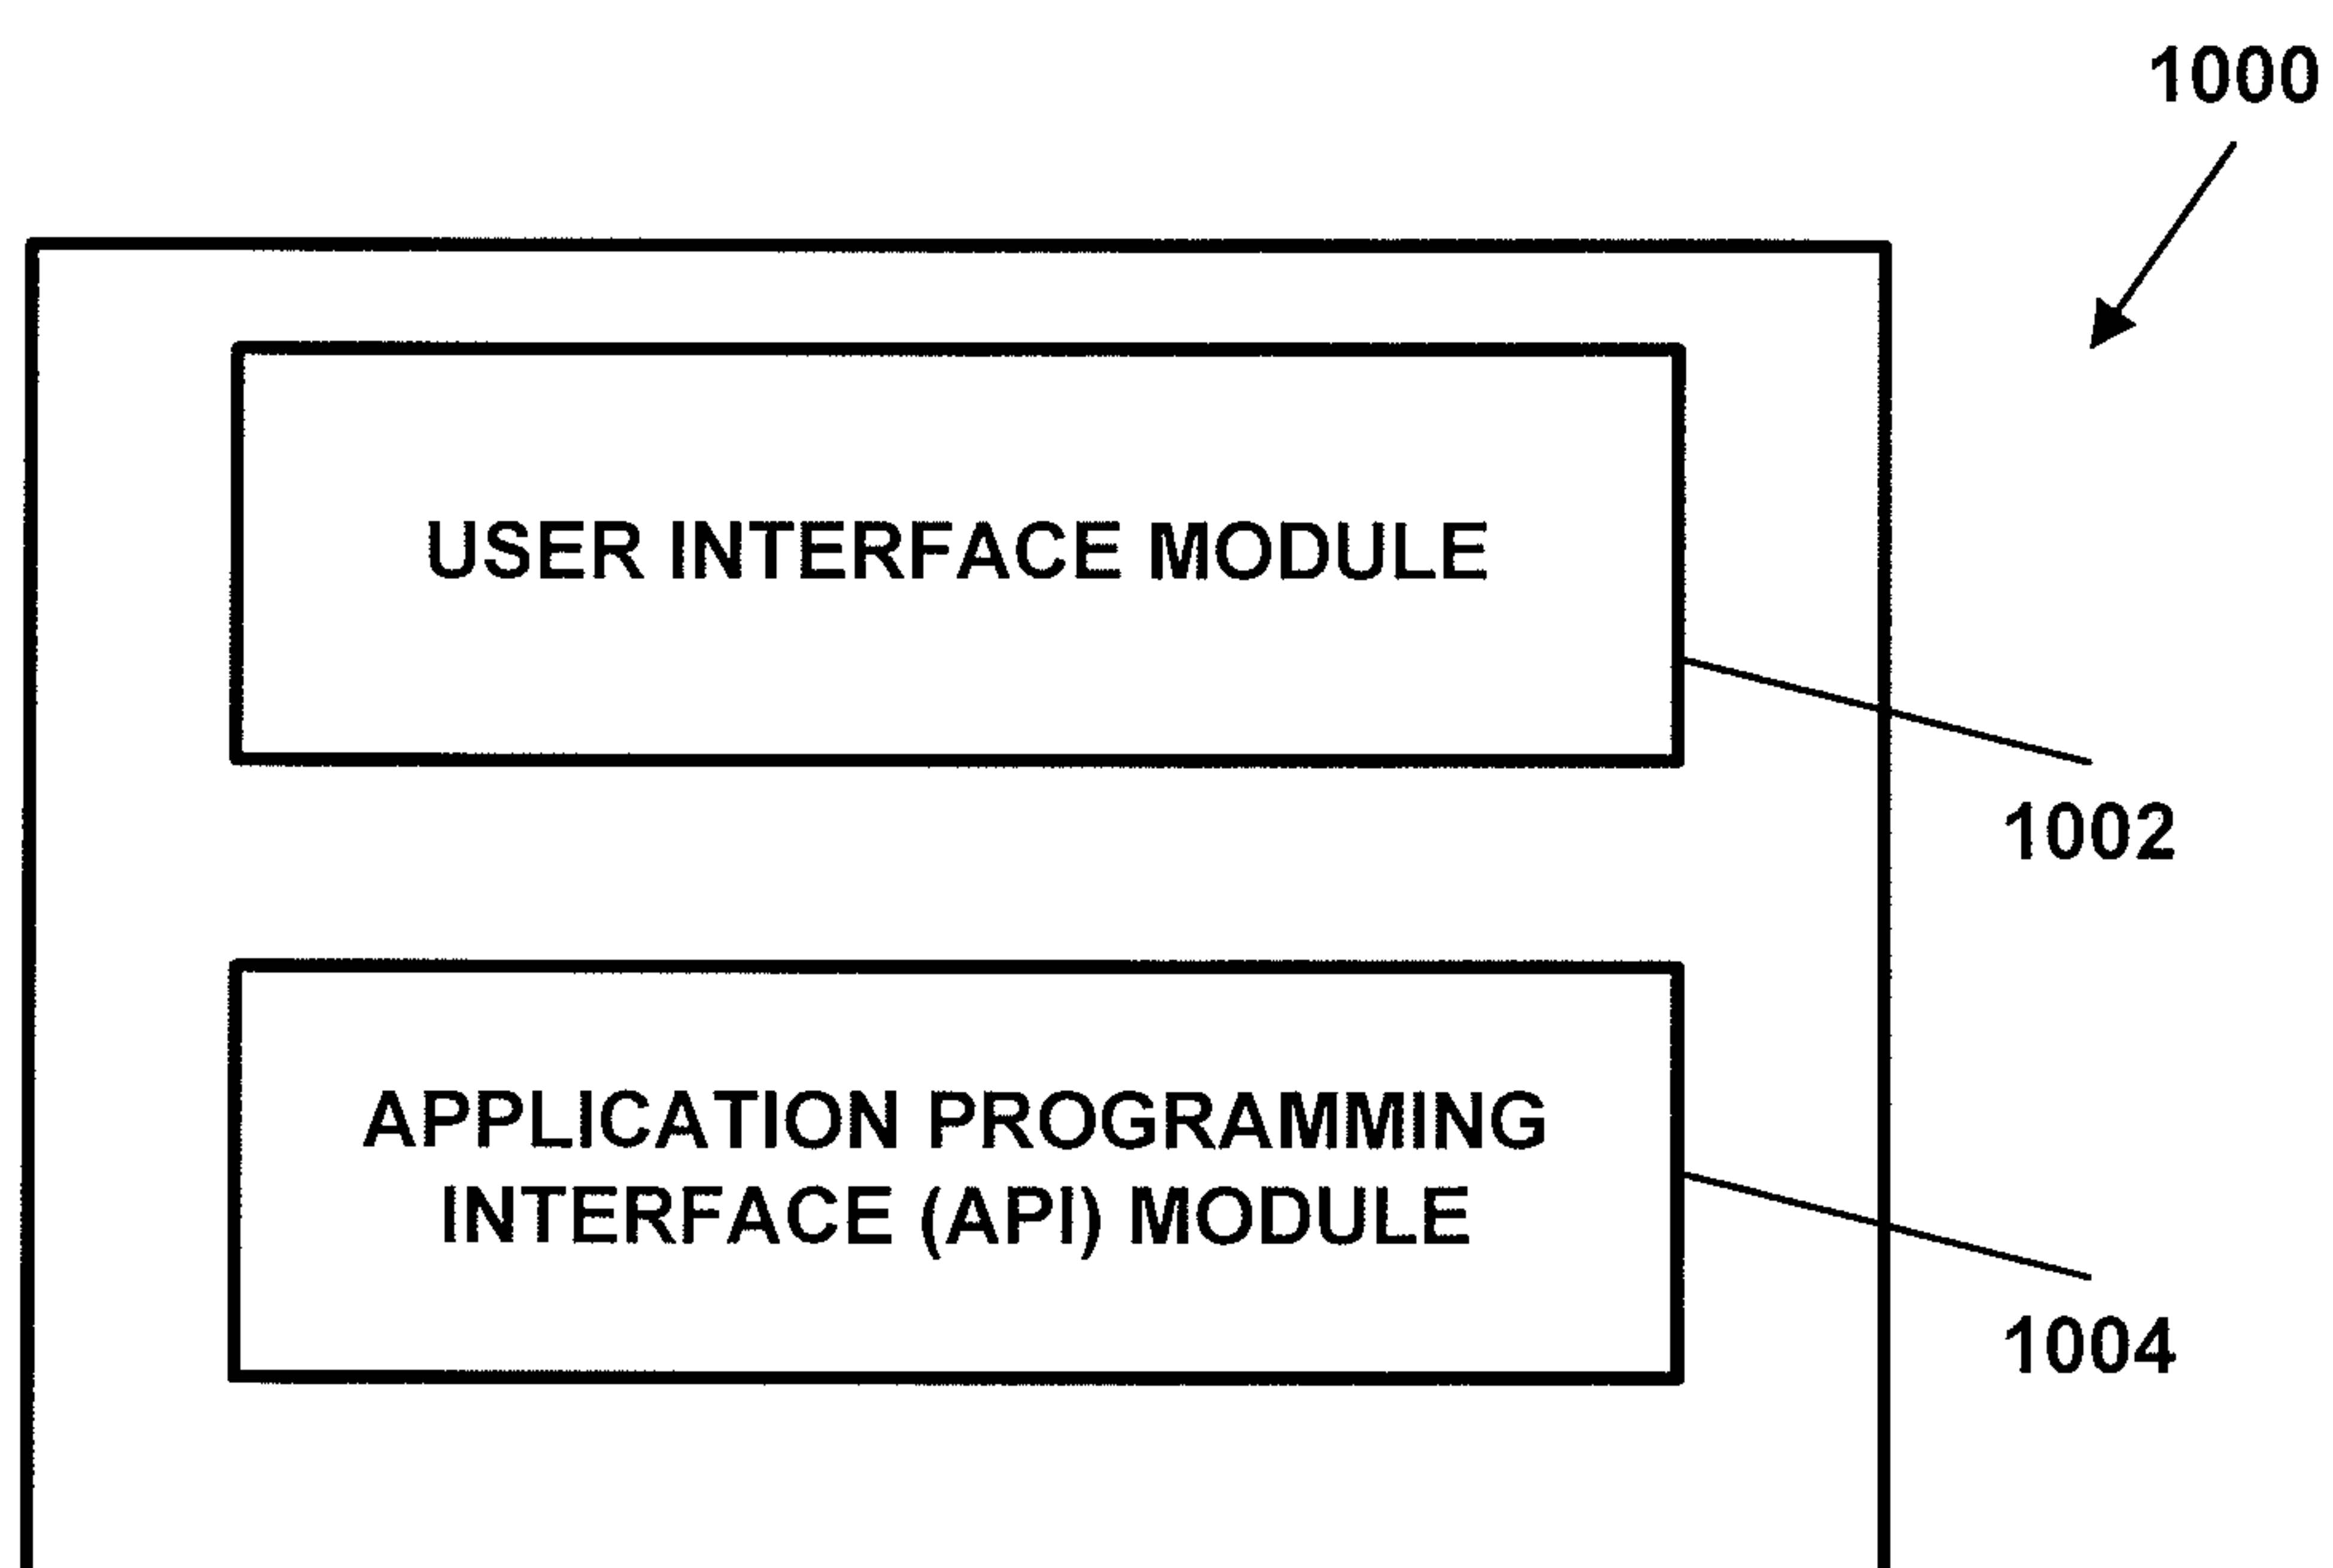 1000
USER INTERFACE MODULE
1002
APPLICATION PROGRAMMING
INTERFACE (API) MODULE
1004